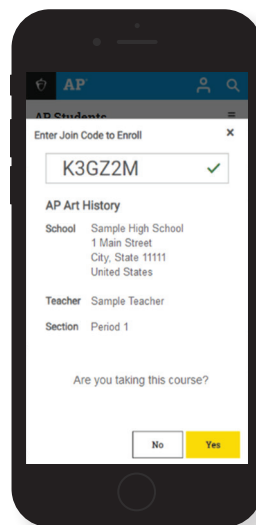 AP
AP Students
Enter Join Code to Enroll ×
K3GZ2M
AP Art History
School Sample High School
1 Main Street
City, State 11111
United States
Teacher Sample Teacher
Section Period 1
Are you taking this course?
No Yes